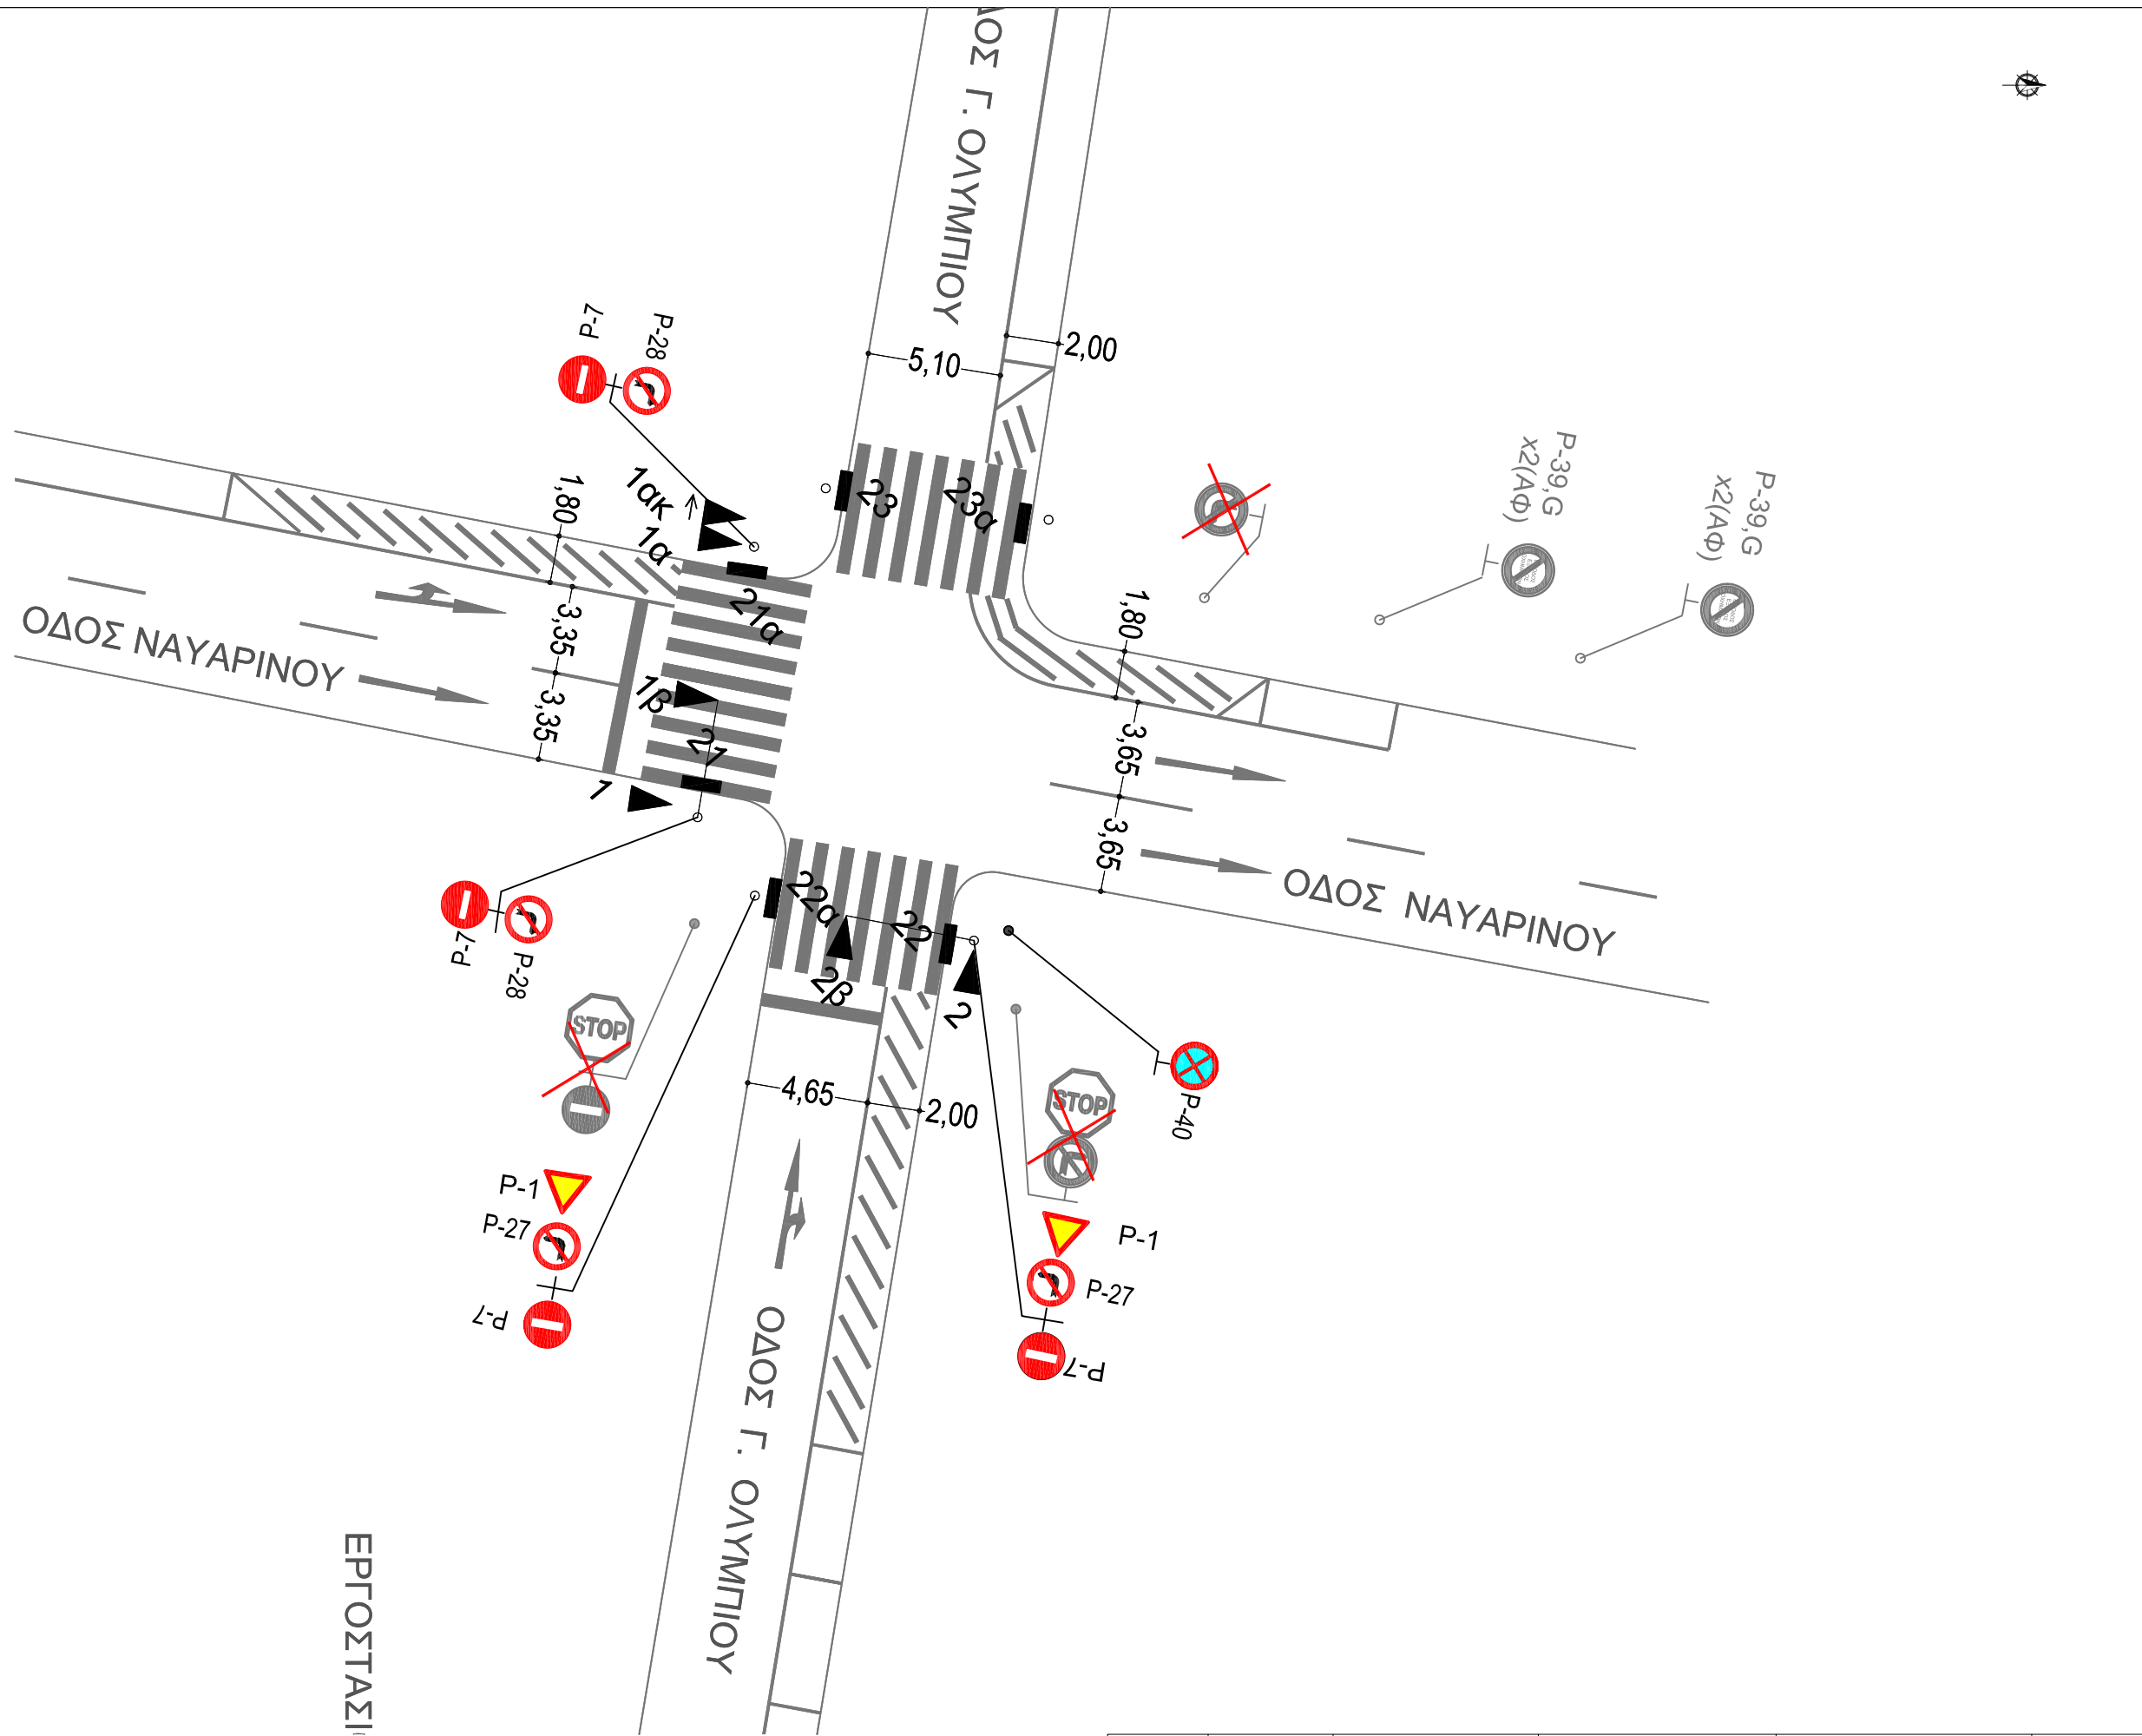 ΔΟΣ Γ. ΟΛΥΜΠΙΟΥ
2,00
5,10
Ρ-7
Ρ-28
1ακ
1α
1,80
23
23α
Ρ-39,G
x2(ΑΦ)
Ρ-39,G
x2(ΑΦ)
21α
1,80
3,35
3,35
ΟΔΟΣ ΝΑΥΑΡΙΝΟΥ
1β
21
1
3,65
3,65
ΟΔΟΣ ΝΑΥΑΡΙΝΟΥ
22α
22
2β
2
Ρ-7
Ρ-28
STOP
STOP
Ρ-40
4,65
2,00
Ρ-1
Ρ-27
Ρ-7
Ρ-1
Ρ-27
Ρ-7
ΟΔΟΣ Γ. ΟΛΥΜΠΙΟΥ
ΕΡΓΟΣΤΑΣΙ